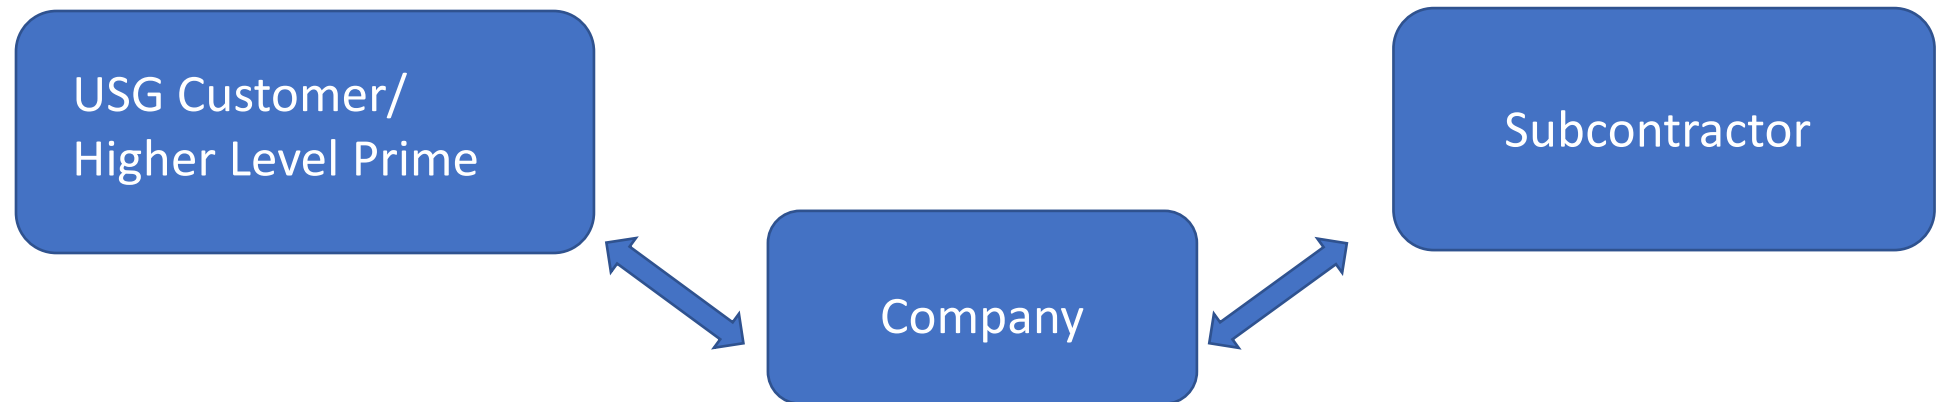 USG Customer/
Higher Level Prime
Subcontractor
Company